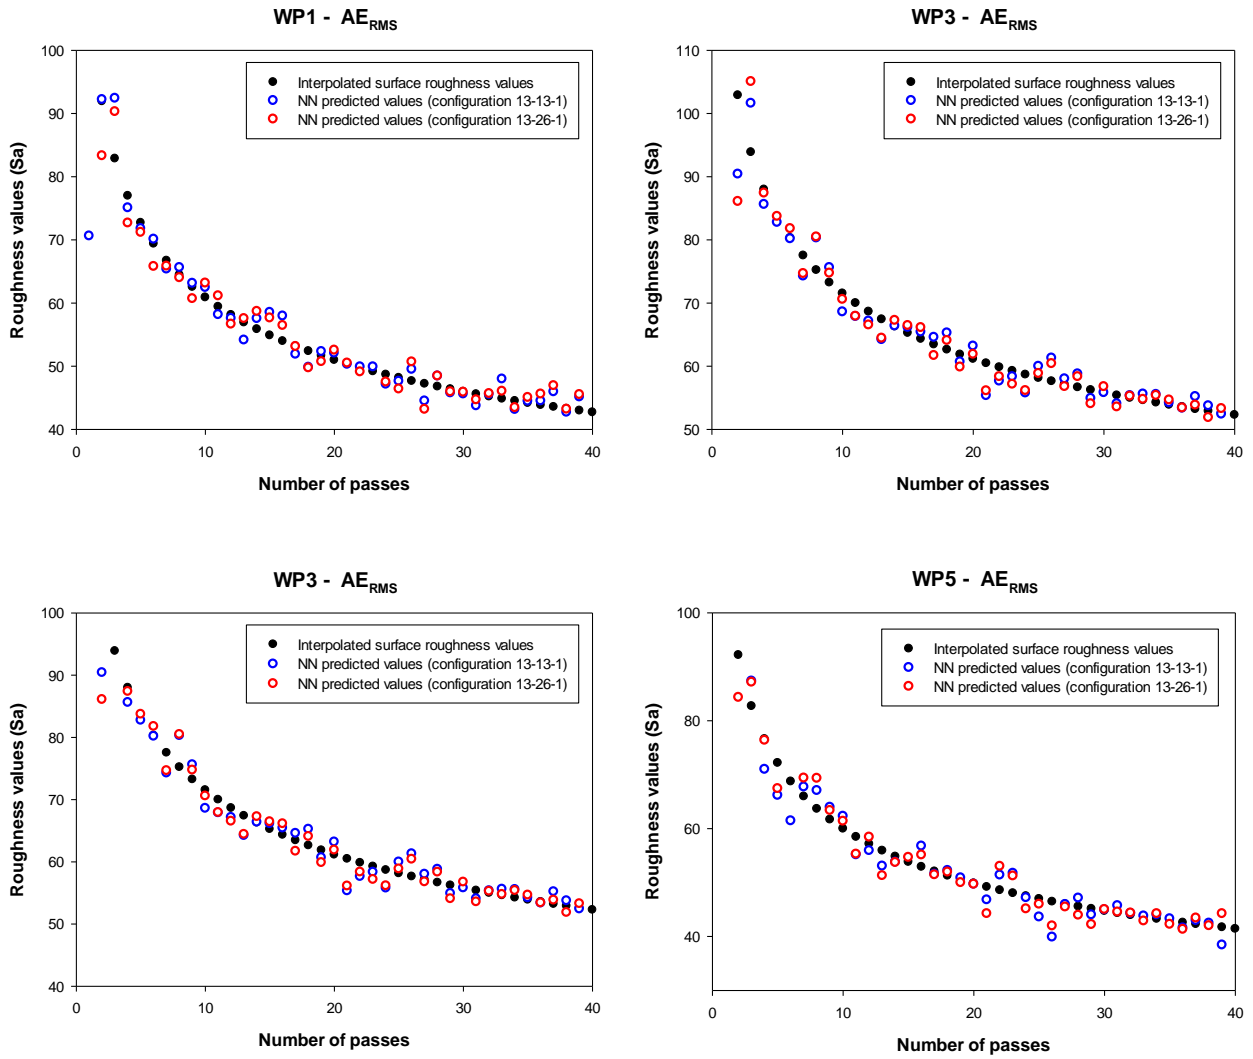 WP1 - AE_RMS
Roughness values (Sa)
100
90
80
70
60
50
40
Interpolated surface roughness values
NN predicted values (configuration 13-13-1)
NN predicted values (configuration 13-26-1)
0 10 20 30 40
Number of passes
WP3 - AE_RMS
Roughness values (Sa)
110
100
90
80
70
60
50
Interpolated surface roughness values
NN predicted values (configuration 13-13-1)
NN predicted values (configuration 13-26-1)
0 10 20 30 40
Number of passes
WP3 - AE_RMS
Roughness values (Sa)
100
90
80
70
60
50
40
Interpolated surface roughness values
NN predicted values (configuration 13-13-1)
NN predicted values (configuration 13-26-1)
0 10 20 30 40
Number of passes
WP5 - AE_RMS
Roughness values (Sa)
100
80
60
40
Interpolated surface roughness values
NN predicted values (configuration 13-13-1)
NN predicted values (configuration 13-26-1)
0 10 20 30 40
Number of passes